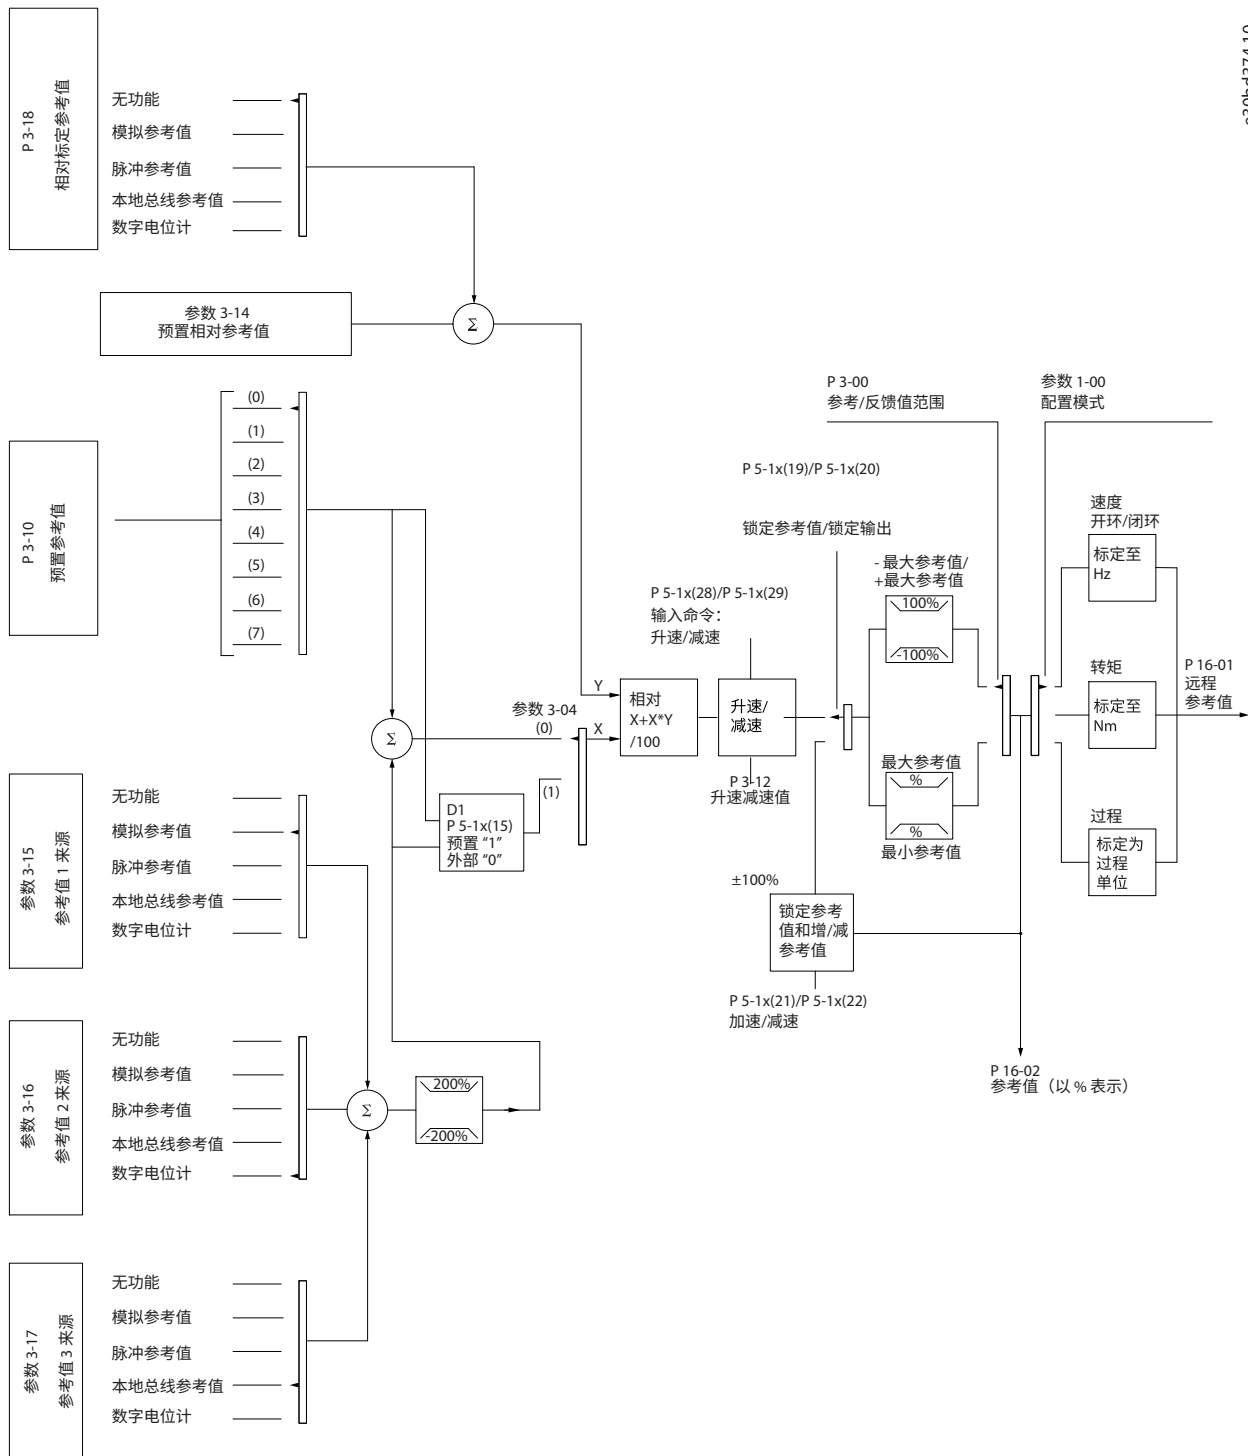 P 3-18
相对标定参考值
无功能
模拟参考值
脉冲参考值
本地总线参考值
数字电位计
参数 3-14
预置相对参考值
Σ
P 3-10
预置参考值
(0)
(1)
(2)
(3)
(4)
(5)
(6)
(7)
Σ
参数 3-04
(0)
(1)
Y
X
D1
P 5-1x(15)
预置 “1”
外部 “0”
相对
X+X*Y
/100
P 5-1x(28)/P 5-1x(29)
输入命令：
升速/减速
升速/
减速
P 3-12
升速减速值
P 5-1x(19)/P 5-1x(20)
锁定参考值/锁定输出
P 3-00
参考/反馈值范围
参数 1-00
配置模式
- 最大参考值/
+最大参考值
100%
-100%
最大参考值
%
%
最小参考值
速度
开环/闭环
标定至
Hz
转矩
标定至
Nm
过程
标定为
过程
单位
P 16-01
远程
参考值
±100%
锁定参考
值和增/减
参考值
P 5-1x(21)/P 5-1x(22)
加速/减速
P 16-02
参考值（以 % 表示）
参数 3-15
参考值 1 来源
无功能
模拟参考值
脉冲参考值
本地总线参考值
数字电位计
参数 3-16
参考值 2 来源
无功能
模拟参考值
脉冲参考值
本地总线参考值
数字电位计
Σ
200%
-200%
参数 3-17
参考值 3 来源
无功能
模拟参考值
脉冲参考值
本地总线参考值
数字电位计